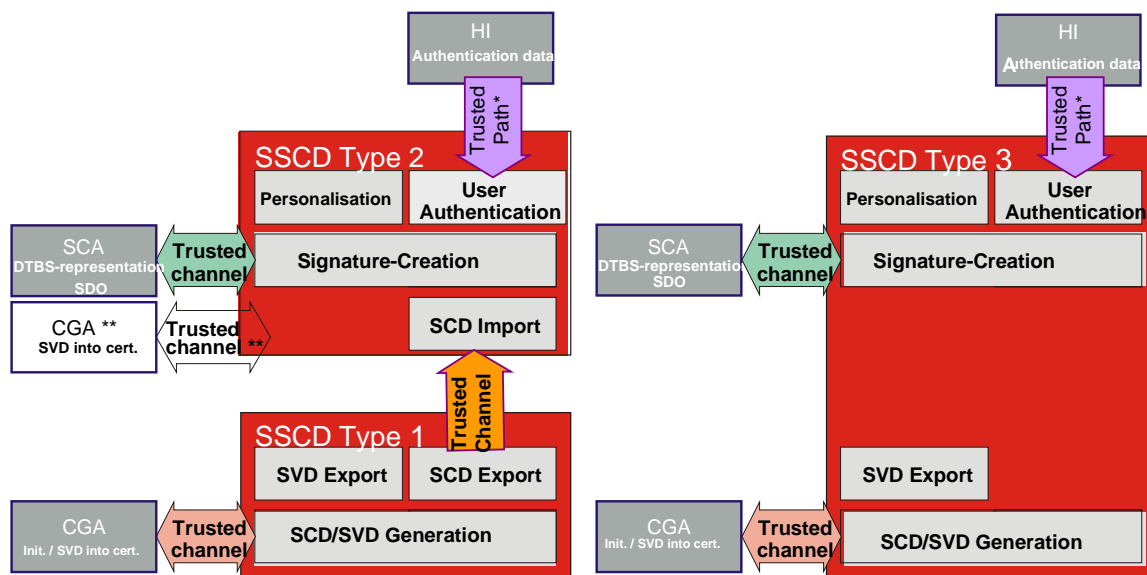 HI
Authentication data
Trusted
Path*
SSCD Type 2
Personalisation
User
Authentication
SCA
DTBS-representation
SDO
Trusted
channel
Signature-Creation
CGA **
SVD into cert.
Trusted
channel **
SCD Import
Trusted
Channel
SSCD Type 1
SVD Export
SCD Export
CGA
Init. / SVD into cert.
Trusted
channel
SCD/SVD Generation
HI
Authentication data
Trusted
Path*
SSCD Type 3
Personalisation
User
Authentication
SCA
DTBS-representation
SDO
Trusted
channel
Signature-Creation
SVD Export
CGA
Init. / SVD into cert.
Trusted
channel
SCD/SVD Generation